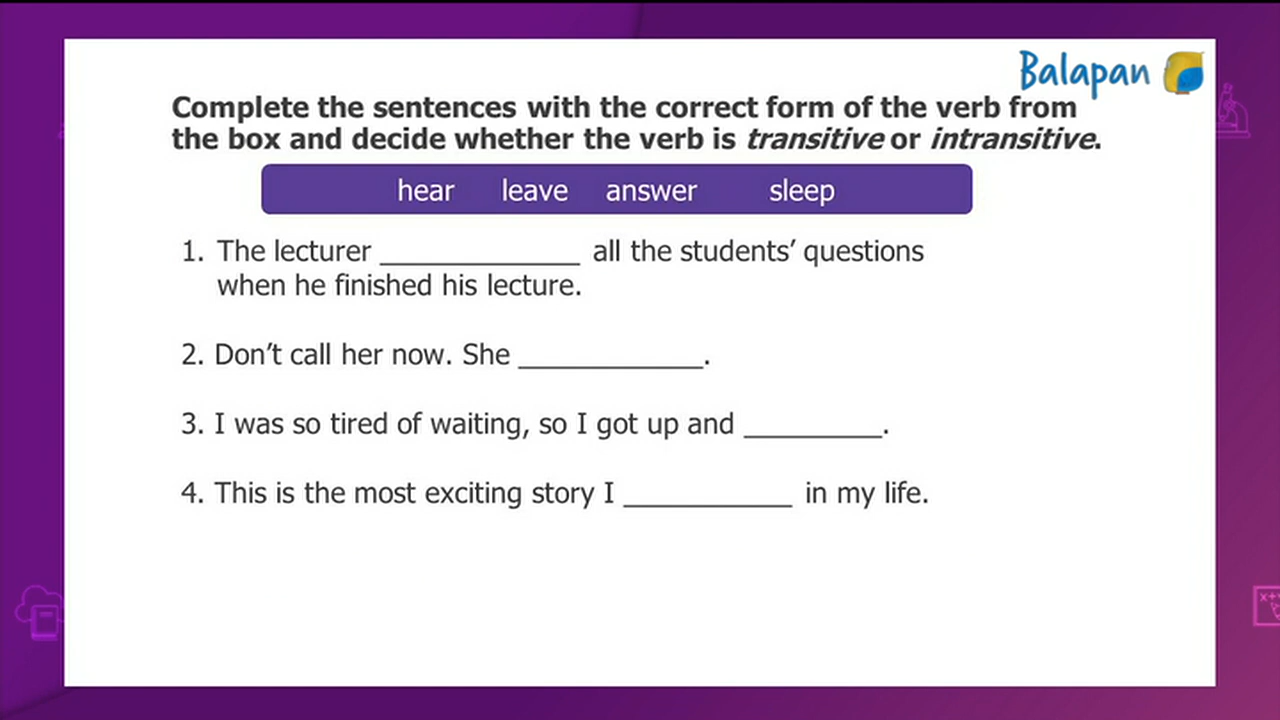 Balapan
Complete the sentences with the correct form of the verb from
the box and decide whether the verb is transitive or intransitive.
hear leave answer sleep
1. The lecturer _____________ all the students’ questions
when he finished his lecture.
2. Don’t call her now. She ____________.
3. I was so tired of waiting, so I got up and _________.
4. This is the most exciting story I ___________ in my life.